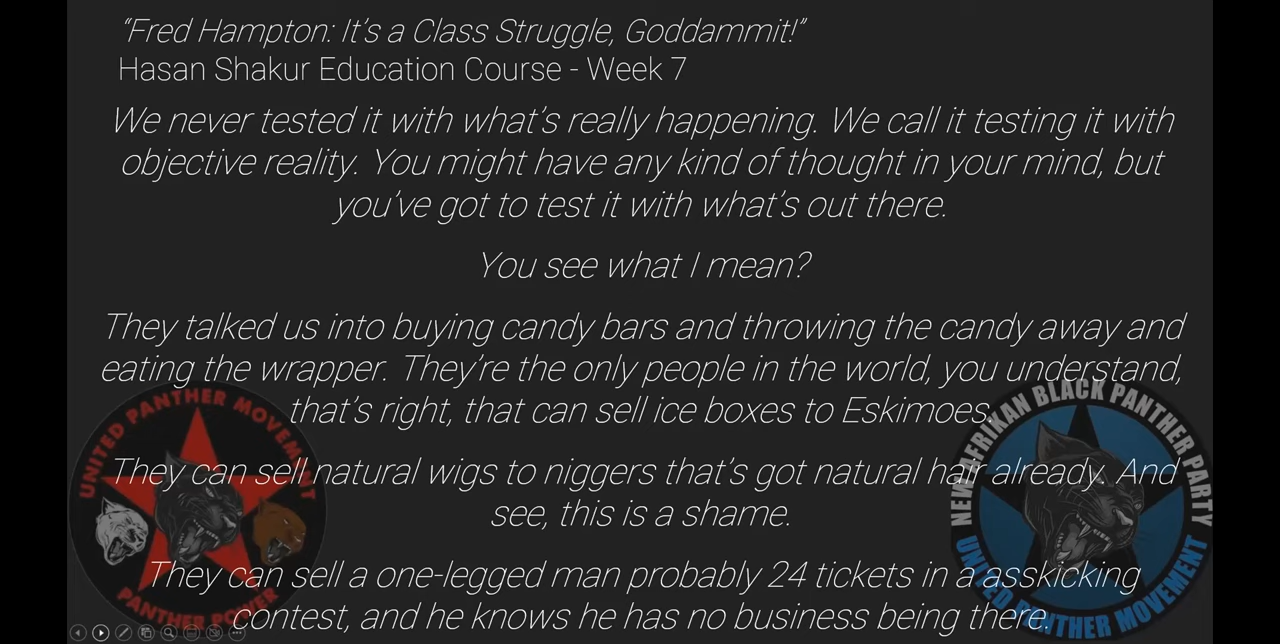 “Fred Hampton: It’s a Class Struggle, Goddammit!”
Hasan Shakur Education Course - Week 7
We never tested it with what’s really happening. We call it testing it with
objective reality. You might have any kind of thought in your mind, but
you’ve got to test it with what’s out there.
You see what I mean?
They talked us into buying candy bars and throwing the candy away and
eating the wrapper. They’re the only people in the world, you understand,
that’s right, that can sell ice boxes to Eskimoes.
They can sell natural wigs to niggers that’s got natural hair already. And
see, this is a shame.
They can sell a one-legged man probably 24 tickets in a asskicking
contest, and he knows he has no business being there.
UNITED PANTHER MOVEMENT
PANTHER POWER
NEW AFRIKAN BLACK PANTHER PARTY
UNITED PANTHER MOVEMENT